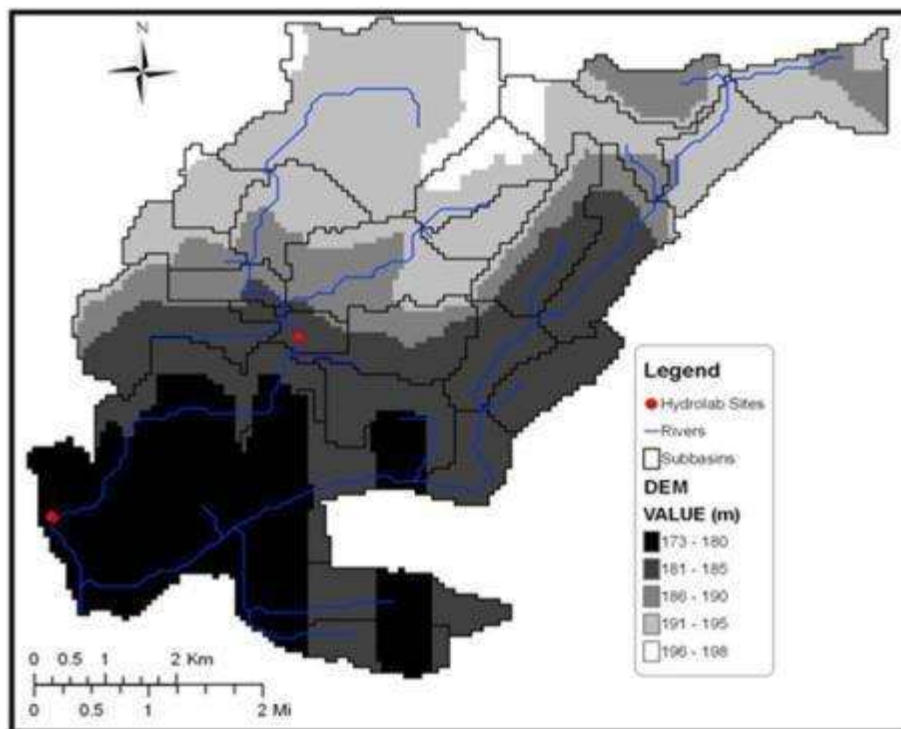 N
Legend
Hydrolab Sites
Rivers
Subbasins
DEM
VALUE (m)
173 - 180
181 - 185
186 - 190
191 - 195
196 - 198
0 0.5 1 2 Km
0 0.5 1 2 Mi